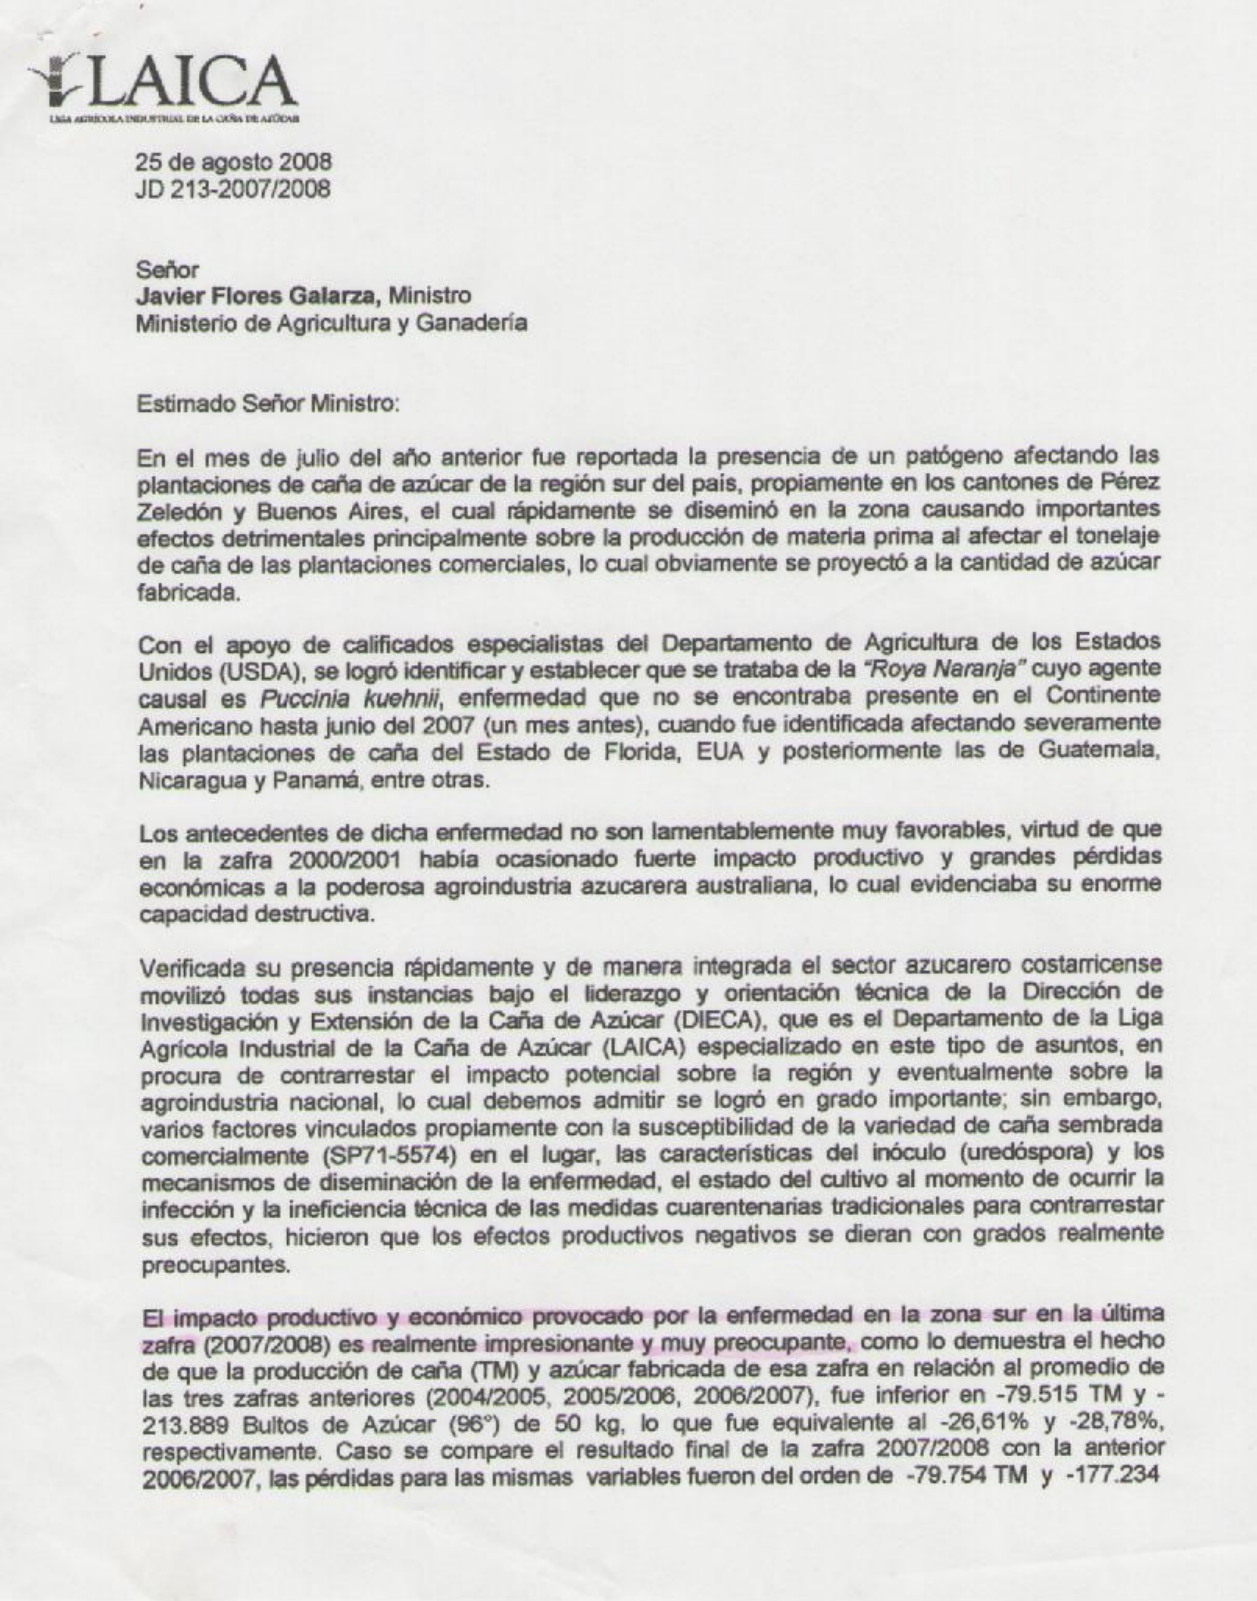 LAICA
LIGA AGRÍCOLA INDUSTRIAL DE LA CAÑA DE AZÚCAR
25 de agosto 2008
JD 213-2007/2008
Señor
Javier Flores Galarza, Ministro
Ministerio de Agricultura y Ganadería
Estimado Señor Ministro:
En el mes de julio del año anterior fue reportada la presencia de un patógeno afectando las
plantaciones de caña de azúcar de la región sur del país, propiamente en los cantones de Pérez
Zeledón y Buenos Aires, el cual rápidamente se diseminó en la zona causando importantes
efectos detrimentales principalmente sobre la producción de materia prima al afectar el tonelaje
de caña de las plantaciones comerciales, lo cual obviamente se proyectó a la cantidad de azúcar
fabricada.
Con el apoyo de calificados especialistas del Departamento de Agricultura de los Estados
Unidos (USDA), se logró identificar y establecer que se trataba de la "Roya Naranja" cuyo agente
causal es Puccinia kuehnii, enfermedad que no se encontraba presente en el Continente
Americano hasta junio del 2007 (un mes antes), cuando fue identificada afectando severamente
las plantaciones de caña del Estado de Florida, EUA y posteriormente las de Guatemala,
Nicaragua y Panamá, entre otras.
Los antecedentes de dicha enfermedad no son lamentablemente muy favorables, virtud de que
en la zafra 2000/2001 había ocasionado fuerte impacto productivo y grandes pérdidas
económicas a la poderosa agroindustria azucarera australiana, lo cual evidenciaba su enorme
capacidad destructiva.
Verificada su presencia rápidamente y de manera integrada el sector azucarero costarricense
movilizó todas sus instancias bajo el liderazgo y orientación técnica de la Dirección de
Investigación y Extensión de la Caña de Azúcar (DIECA), que es el Departamento de la Liga
Agrícola Industrial de la Caña de Azúcar (LAICA) especializado en este tipo de asuntos, en
procura de contrarrestar el impacto potencial sobre la región y eventualmente sobre la
agroindustria nacional, lo cual debemos admitir se logró en grado importante; sin embargo,
varios factores vinculados propiamente con la susceptibilidad de la variedad de caña sembrada
comercialmente (SP71-5574) en el lugar, las características del inóculo (uredóspora) y los
mecanismos de diseminación de la enfermedad, el estado del cultivo al momento de ocurrir la
infección y la ineficiencia técnica de las medidas cuarentenarias tradicionales para contrarrestar
sus efectos, hicieron que los efectos productivos negativos se dieran con grados realmente
preocupantes.
El impacto productivo y económico provocado por la enfermedad en la zona sur en la última
zafra (2007/2008) es realmente impresionante y muy preocupante, como lo demuestra el hecho
de que la producción de caña (TM) y azúcar fabricada de esa zafra en relación al promedio de
las tres zafras anteriores (2004/2005, 2005/2006, 2006/2007), fue inferior en -79.515 TM y -
213.889 Bultos de Azúcar (96°) de 50 kg, lo que fue equivalente al -26,61% y -28,78%,
respectivamente. Caso se compare el resultado final de la zafra 2007/2008 con la anterior
2006/2007, las pérdidas para las mismas variables fueron del orden de -79.754 TM y -177.234